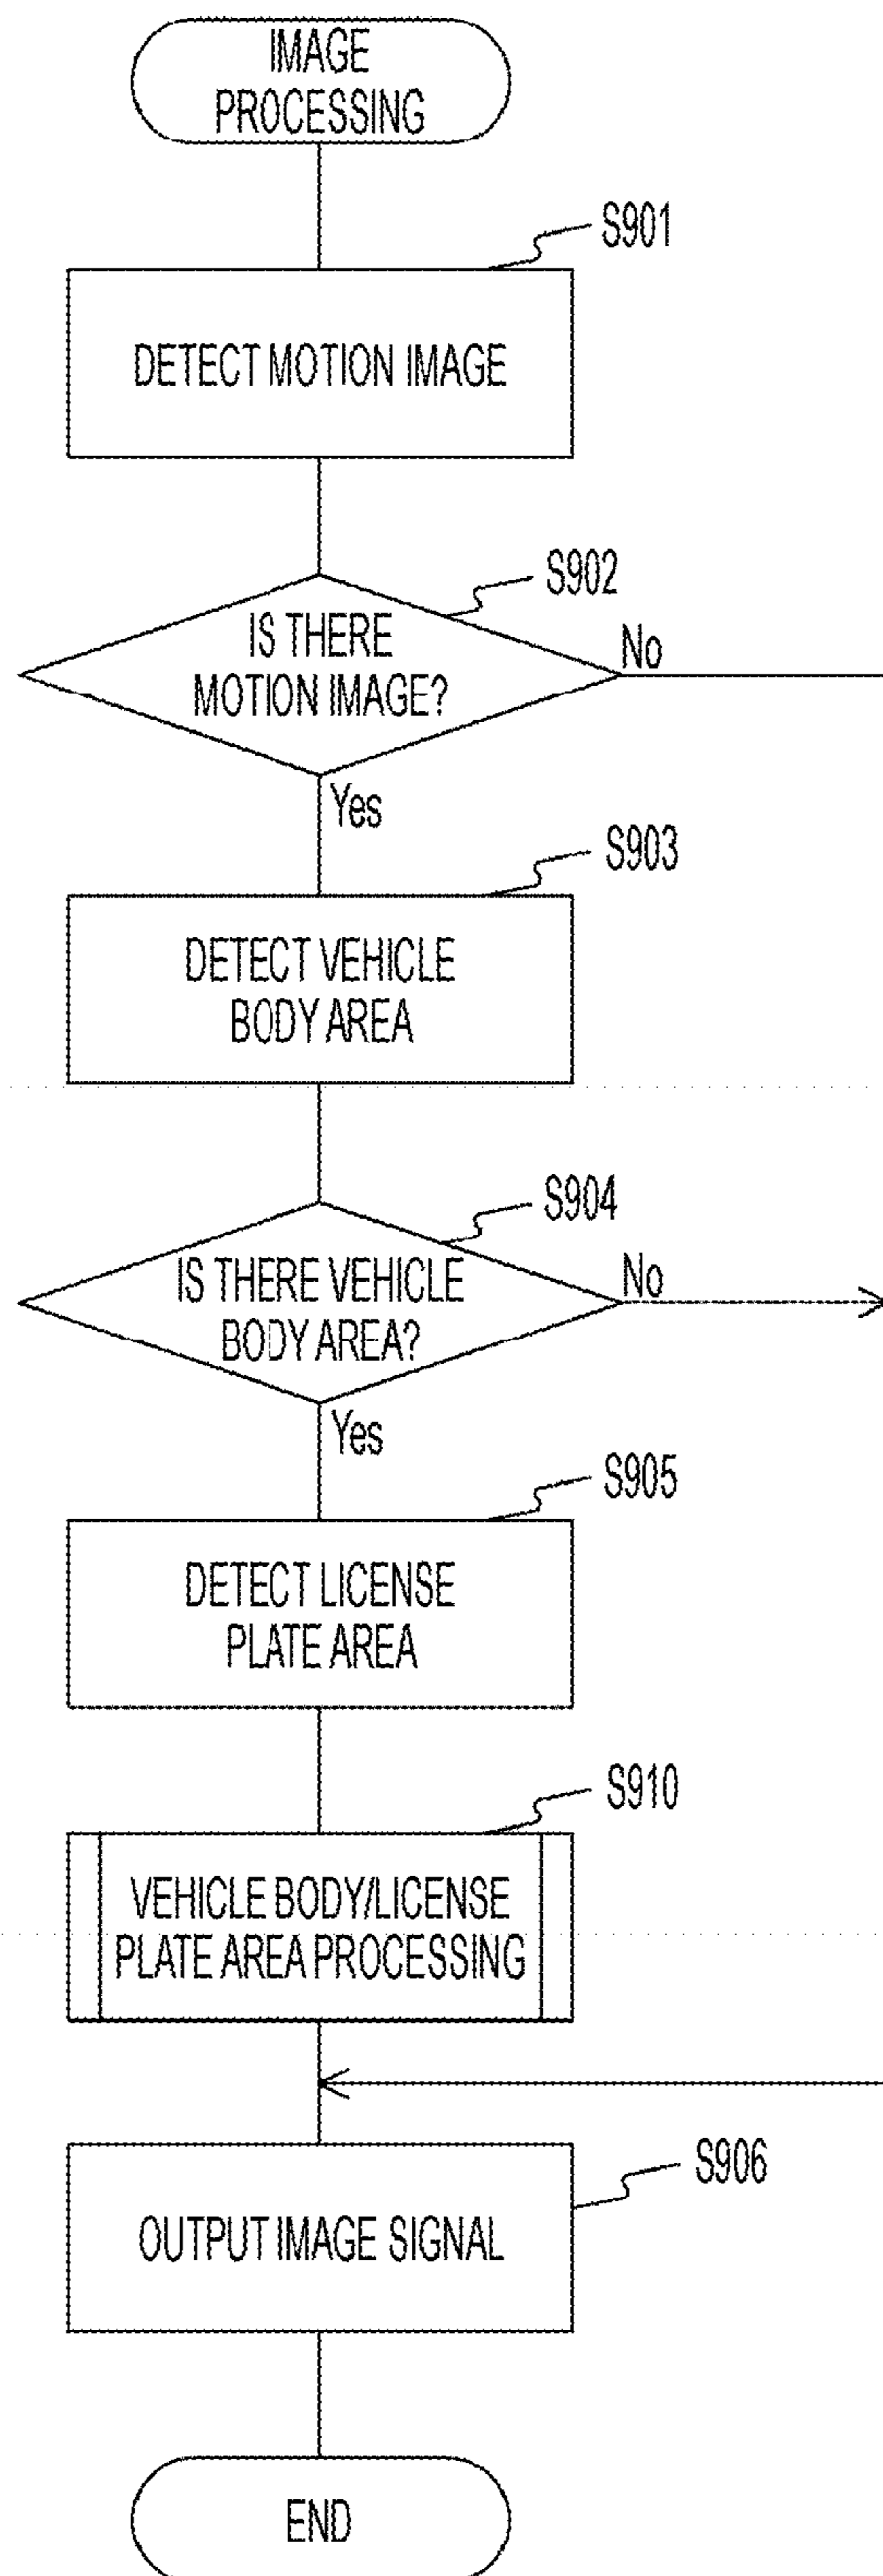 IMAGE
PROCESSING
S901
DETECT MOTION IMAGE
S902
IS THERE
MOTION IMAGE?
No
Yes
S903
DETECT VEHICLE
BODY AREA
S904
IS THERE VEHICLE
BODY AREA?
No
Yes
S905
DETECT LICENSE
PLATE AREA
S910
VEHICLE BODY/LICENSE
PLATE AREA PROCESSING
S906
OUTPUT IMAGE SIGNAL
END